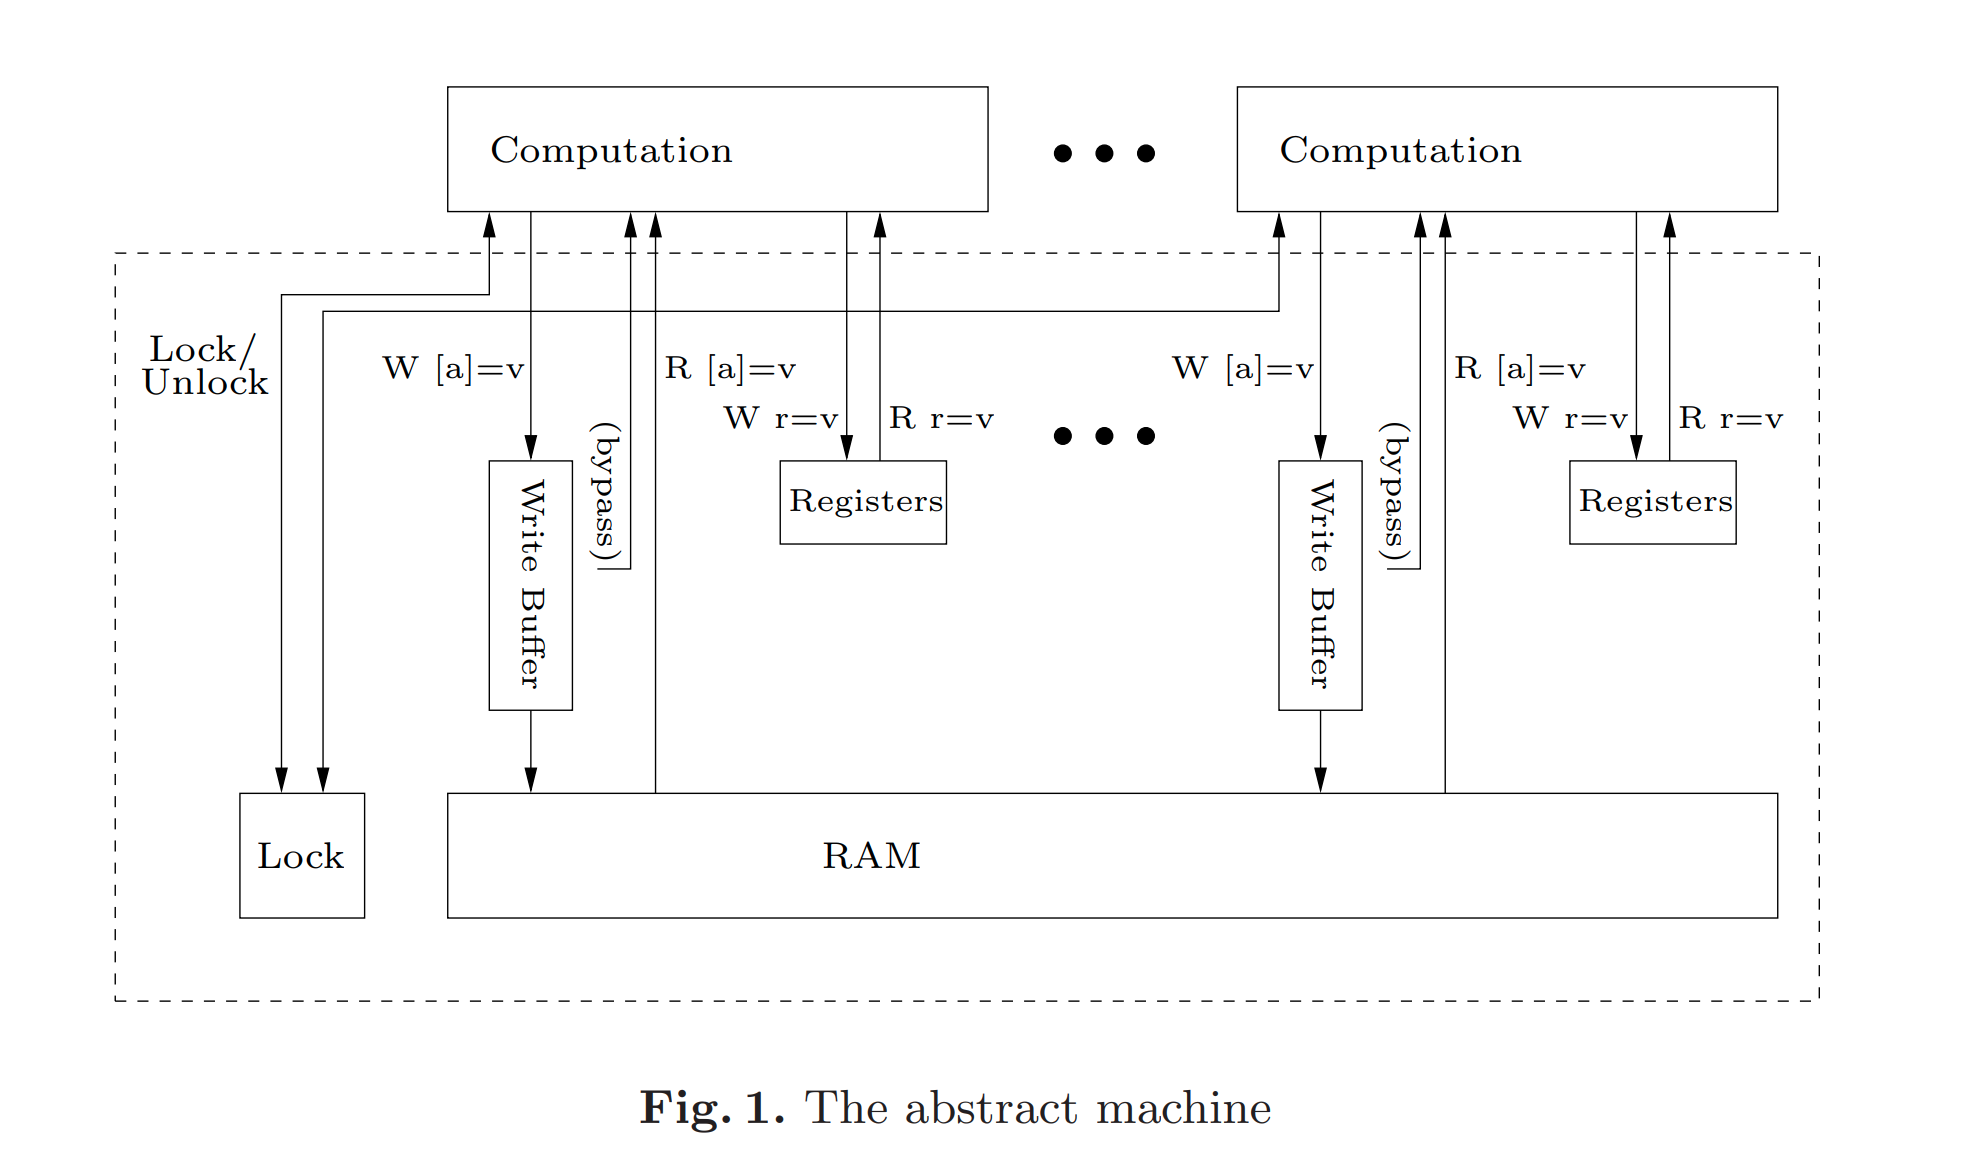 Computation
Computation
Lock/
Unlock
W [a]=v
R [a]=v
W r=v
R r=v
W [a]=v
R [a]=v
W r=v
R r=v
(bypass)
(bypass)
Write Buffer
Registers
Write Buffer
Registers
Lock
RAM
Fig. 1. The abstract machine